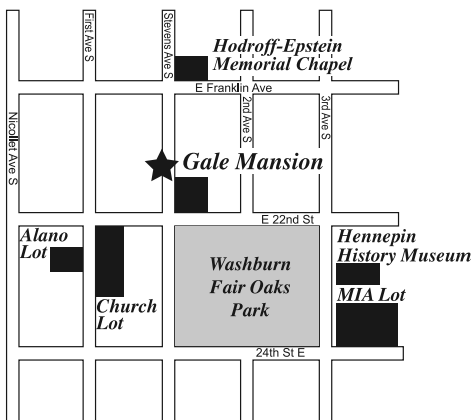 First Ave S
Stevens Ave S
Hodroff-Epstein
Memorial Chapel
E Franklin Ave
Nicollet Ave S
2nd Ave S
3rd Ave S
Gale Mansion
E 22nd St
Alano
Lot
Church
Lot
Washburn
Fair Oaks
Park
Hennepin
History Museum
MIA Lot
24th St E